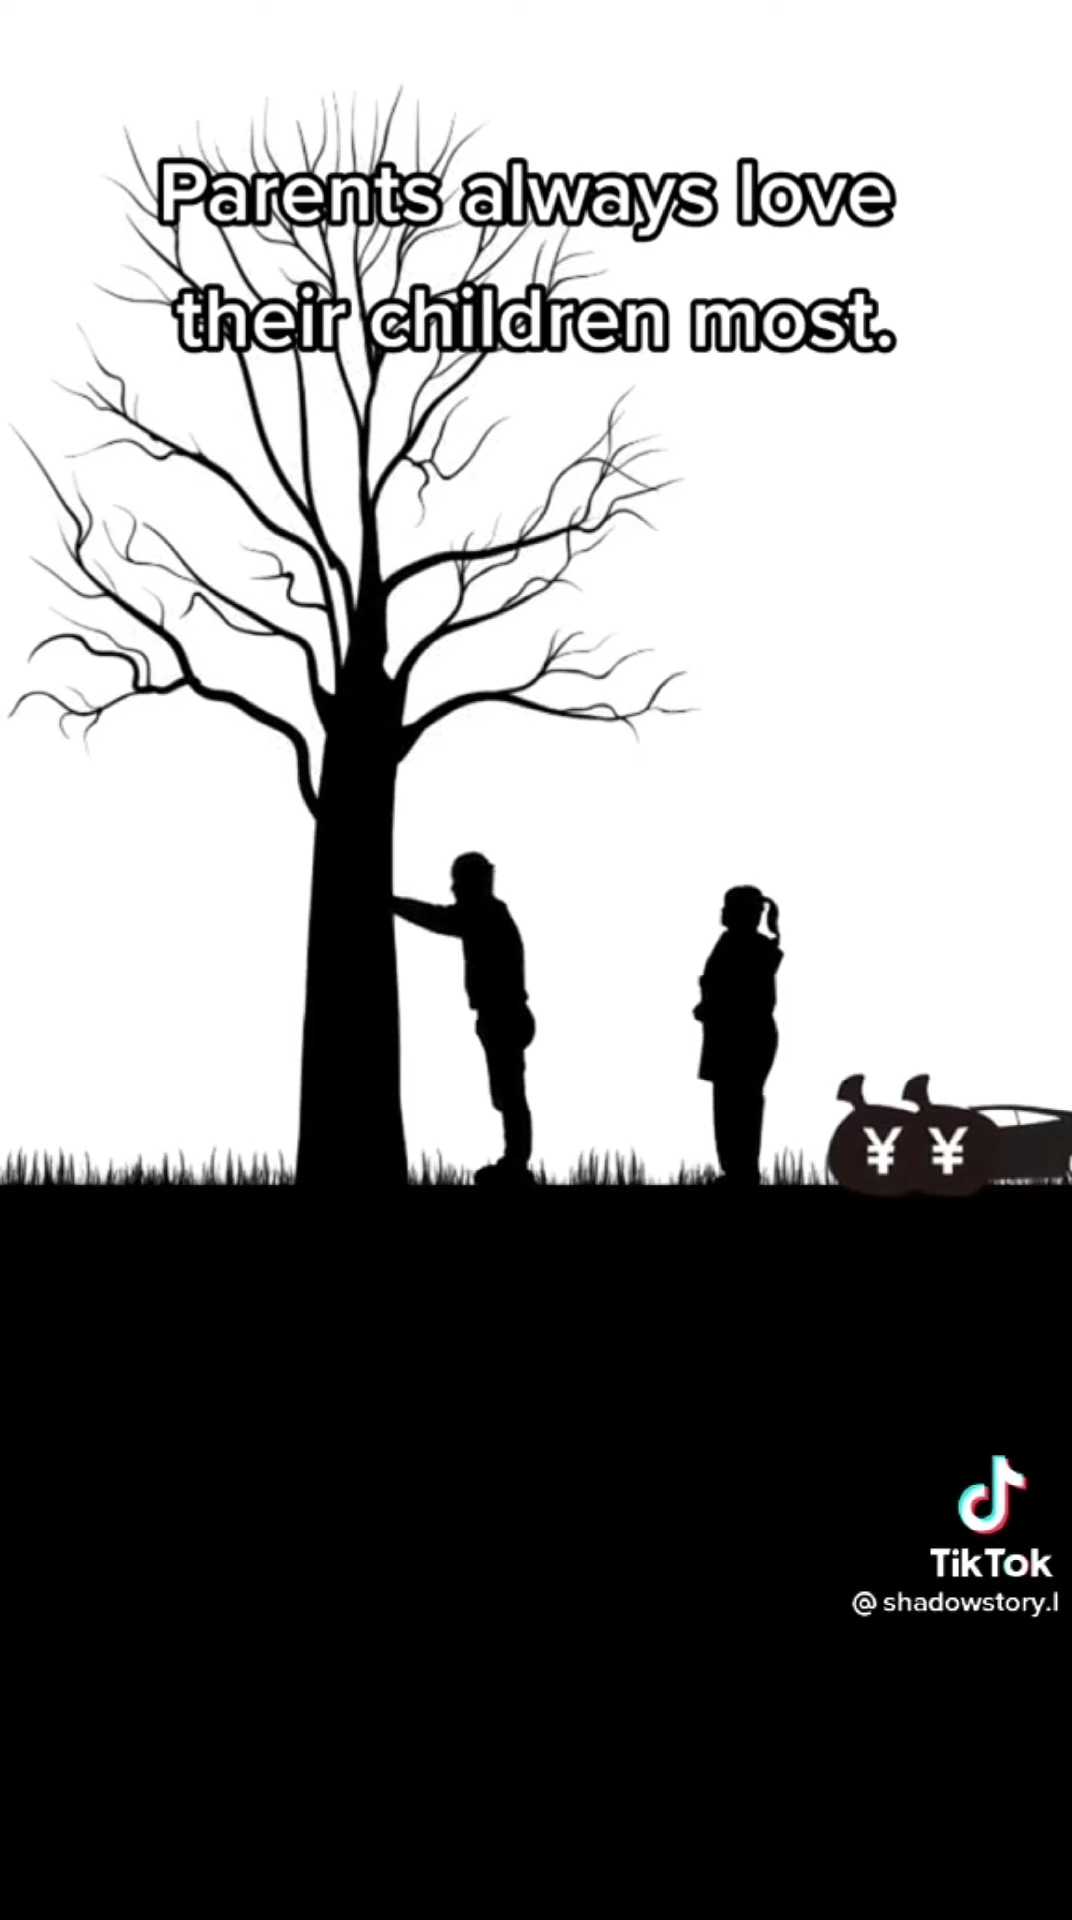 Parents always love
their children most.
¥ ¥
TikTok
@shadowstory.l